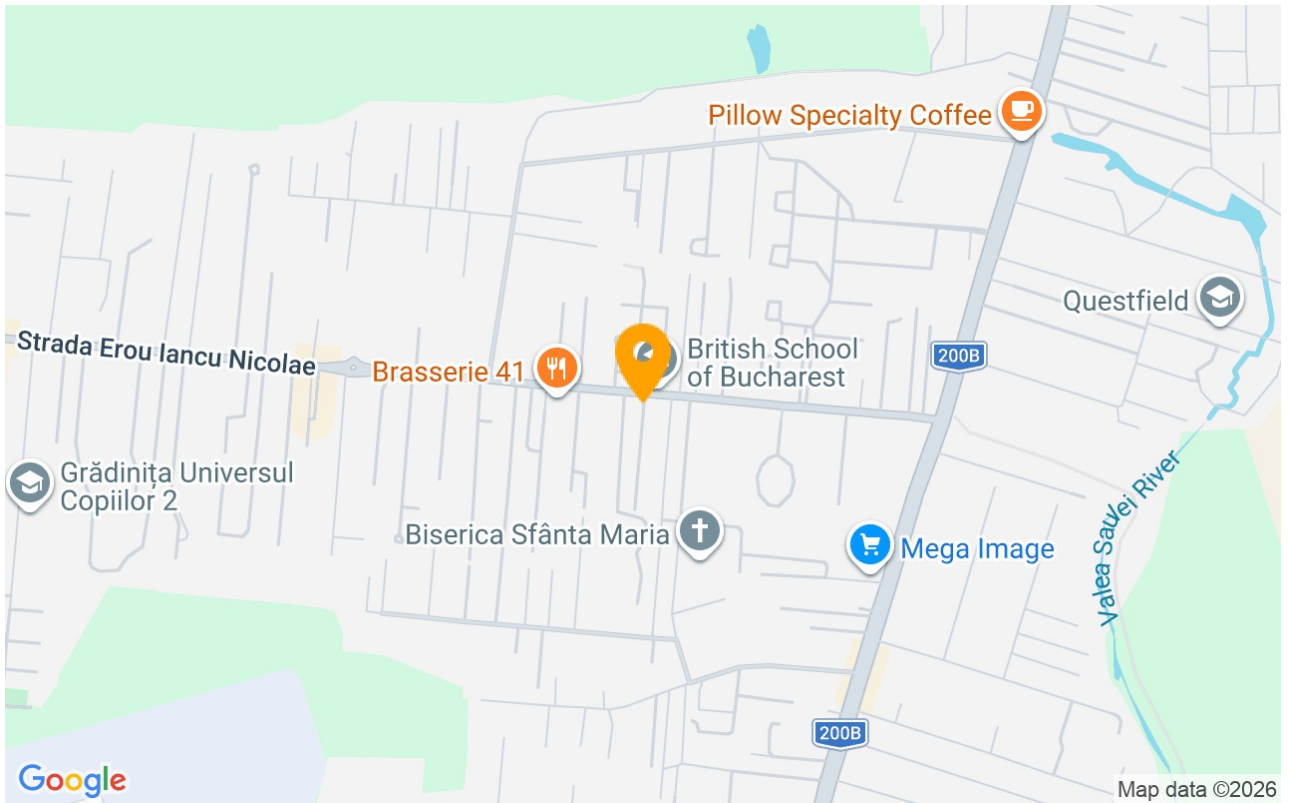 Pillow Specialty Coffee
Questfield
Strada Erou Iancu Nicolae
British School
of Bucharest
200B
Brasserie 41
Grădinița Universul
Copiilor 2
Biserica Sfânta Maria
Mega Image
Valea Saulei River
200B
Google
Map data ©2026